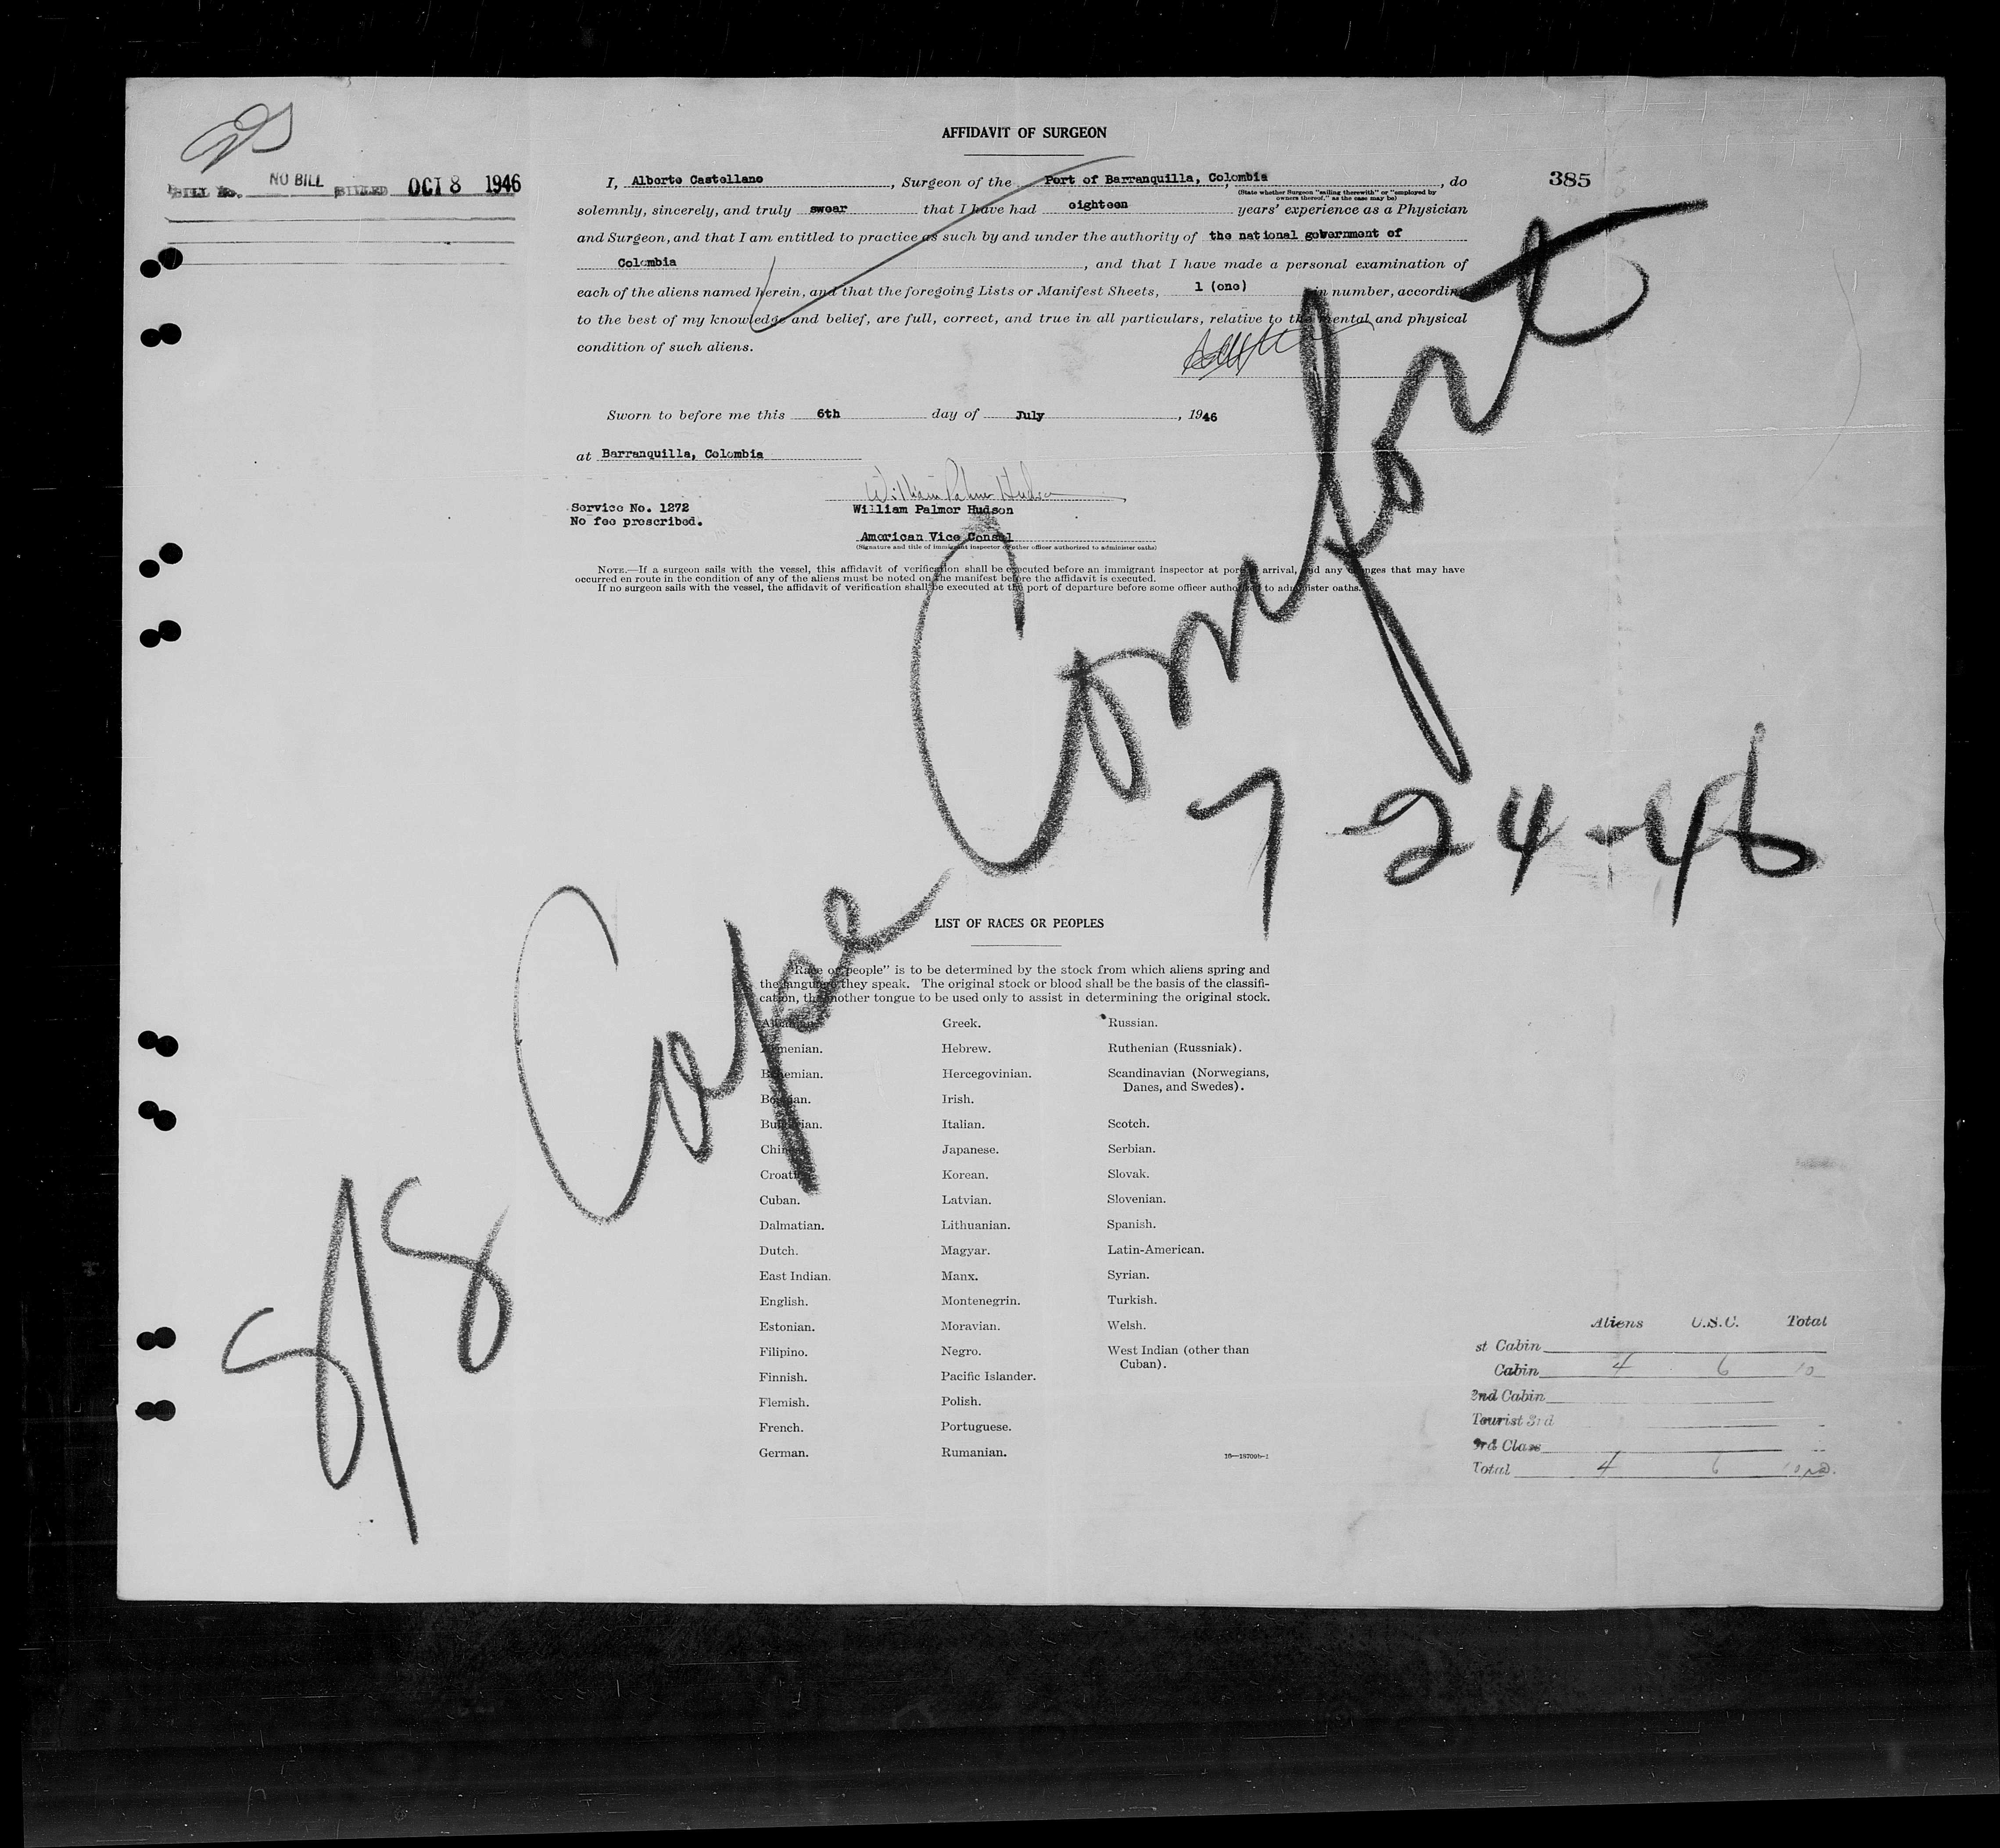 BILL No. NO BILL BILLED OCT 8 1946
AFFIDAVIT OF SURGEON
385
I, Alberto Castellano, Surgeon of the Port of Barranquilla, Colombia, do
(State whether Surgeon "sailing therewith" or "employed by
owners thereof," as the case may be)
solemnly, sincerely, and truly swear that I have had eighteen years' experience as a Physician
and Surgeon, and that I am entitled to practice as such by and under the authority of the national government of
Colombia, and that I have made a personal examination of
each of the aliens named herein, and that the foregoing Lists or Manifest Sheets, 1 (one) in number, according
to the best of my knowledge and belief, are full, correct, and true in all particulars, relative to the mental and physical
condition of such aliens.
Sworn to before me this 6th day of July, 1946
at Barranquilla, Colombia
William Palmer Hudson
Service No. 1272
William Palmer Hudson
No fee prescribed.
American Vice Consul
(Signature and title of immigrant inspector or other officer authorized to administer oaths)
NOTE.—If a surgeon sails with the vessel, this affidavit of verification shall be executed before an immigrant inspector at port of arrival, and any changes that may have
occurred en route in the condition of any of the aliens must be noted on the manifest before the affidavit is executed.
If no surgeon sails with the vessel, the affidavit of verification shall be executed at the port of departure before some officer authorized to administer oaths.
S/S Cape Comfort
7-24-46
LIST OF RACES OR PEOPLES
"Race or people" is to be determined by the stock from which aliens spring and
the language they speak. The original stock or blood shall be the basis of the classifi-
cation, the mother tongue to be used only to assist in determining the original stock.
Albanian.
Armenian.
Bohemian.
Bosnian.
Bulgarian.
Chinese.
Croatian.
Cuban.
Dalmatian.
Dutch.
East Indian.
English.
Estonian.
Filipino.
Finnish.
Flemish.
French.
German.
Greek.
Hebrew.
Hercegovinian.
Irish.
Italian.
Japanese.
Korean.
Latvian.
Lithuanian.
Magyar.
Manx.
Montenegrin.
Moravian.
Negro.
Pacific Islander.
Polish.
Portuguese.
Rumanian.
Russian.
Ruthenian (Russniak).
Scandinavian (Norwegians,
Danes, and Swedes).
Scotch.
Serbian.
Slovak.
Slovenian.
Spanish.
Latin-American.
Syrian.
Turkish.
Welsh.
West Indian (other than
Cuban).
Aliens U.S.C. Total
st Cabin
Cabin 4 6 10
2nd Cabin
Tourist 3rd
3rd Class
Total 4 6 10